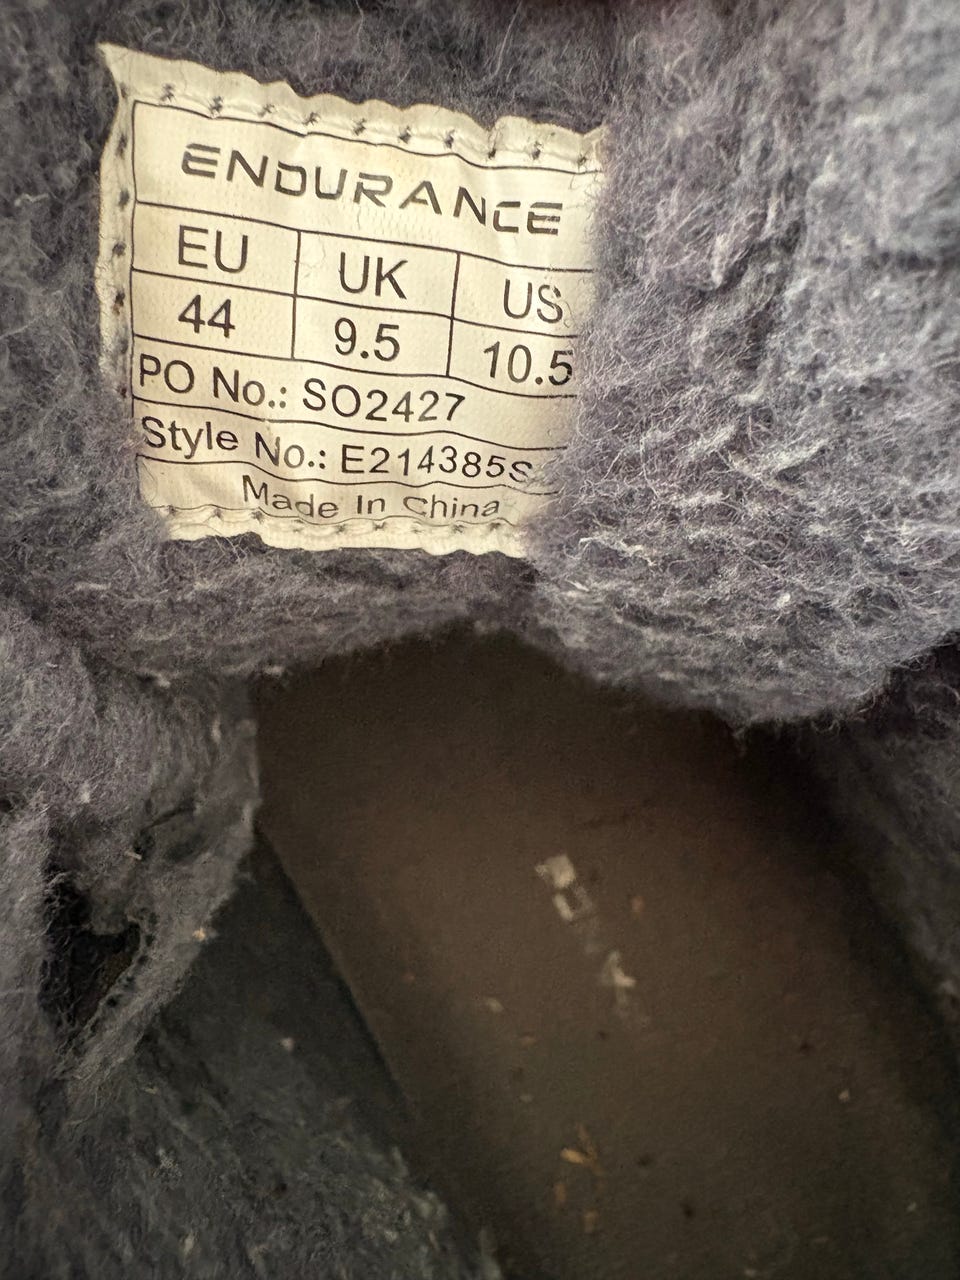 ENDURANCE
EU UK US
44 9.5 10.5
PO No.: SO2427
Style No.: E214385S
Made In China